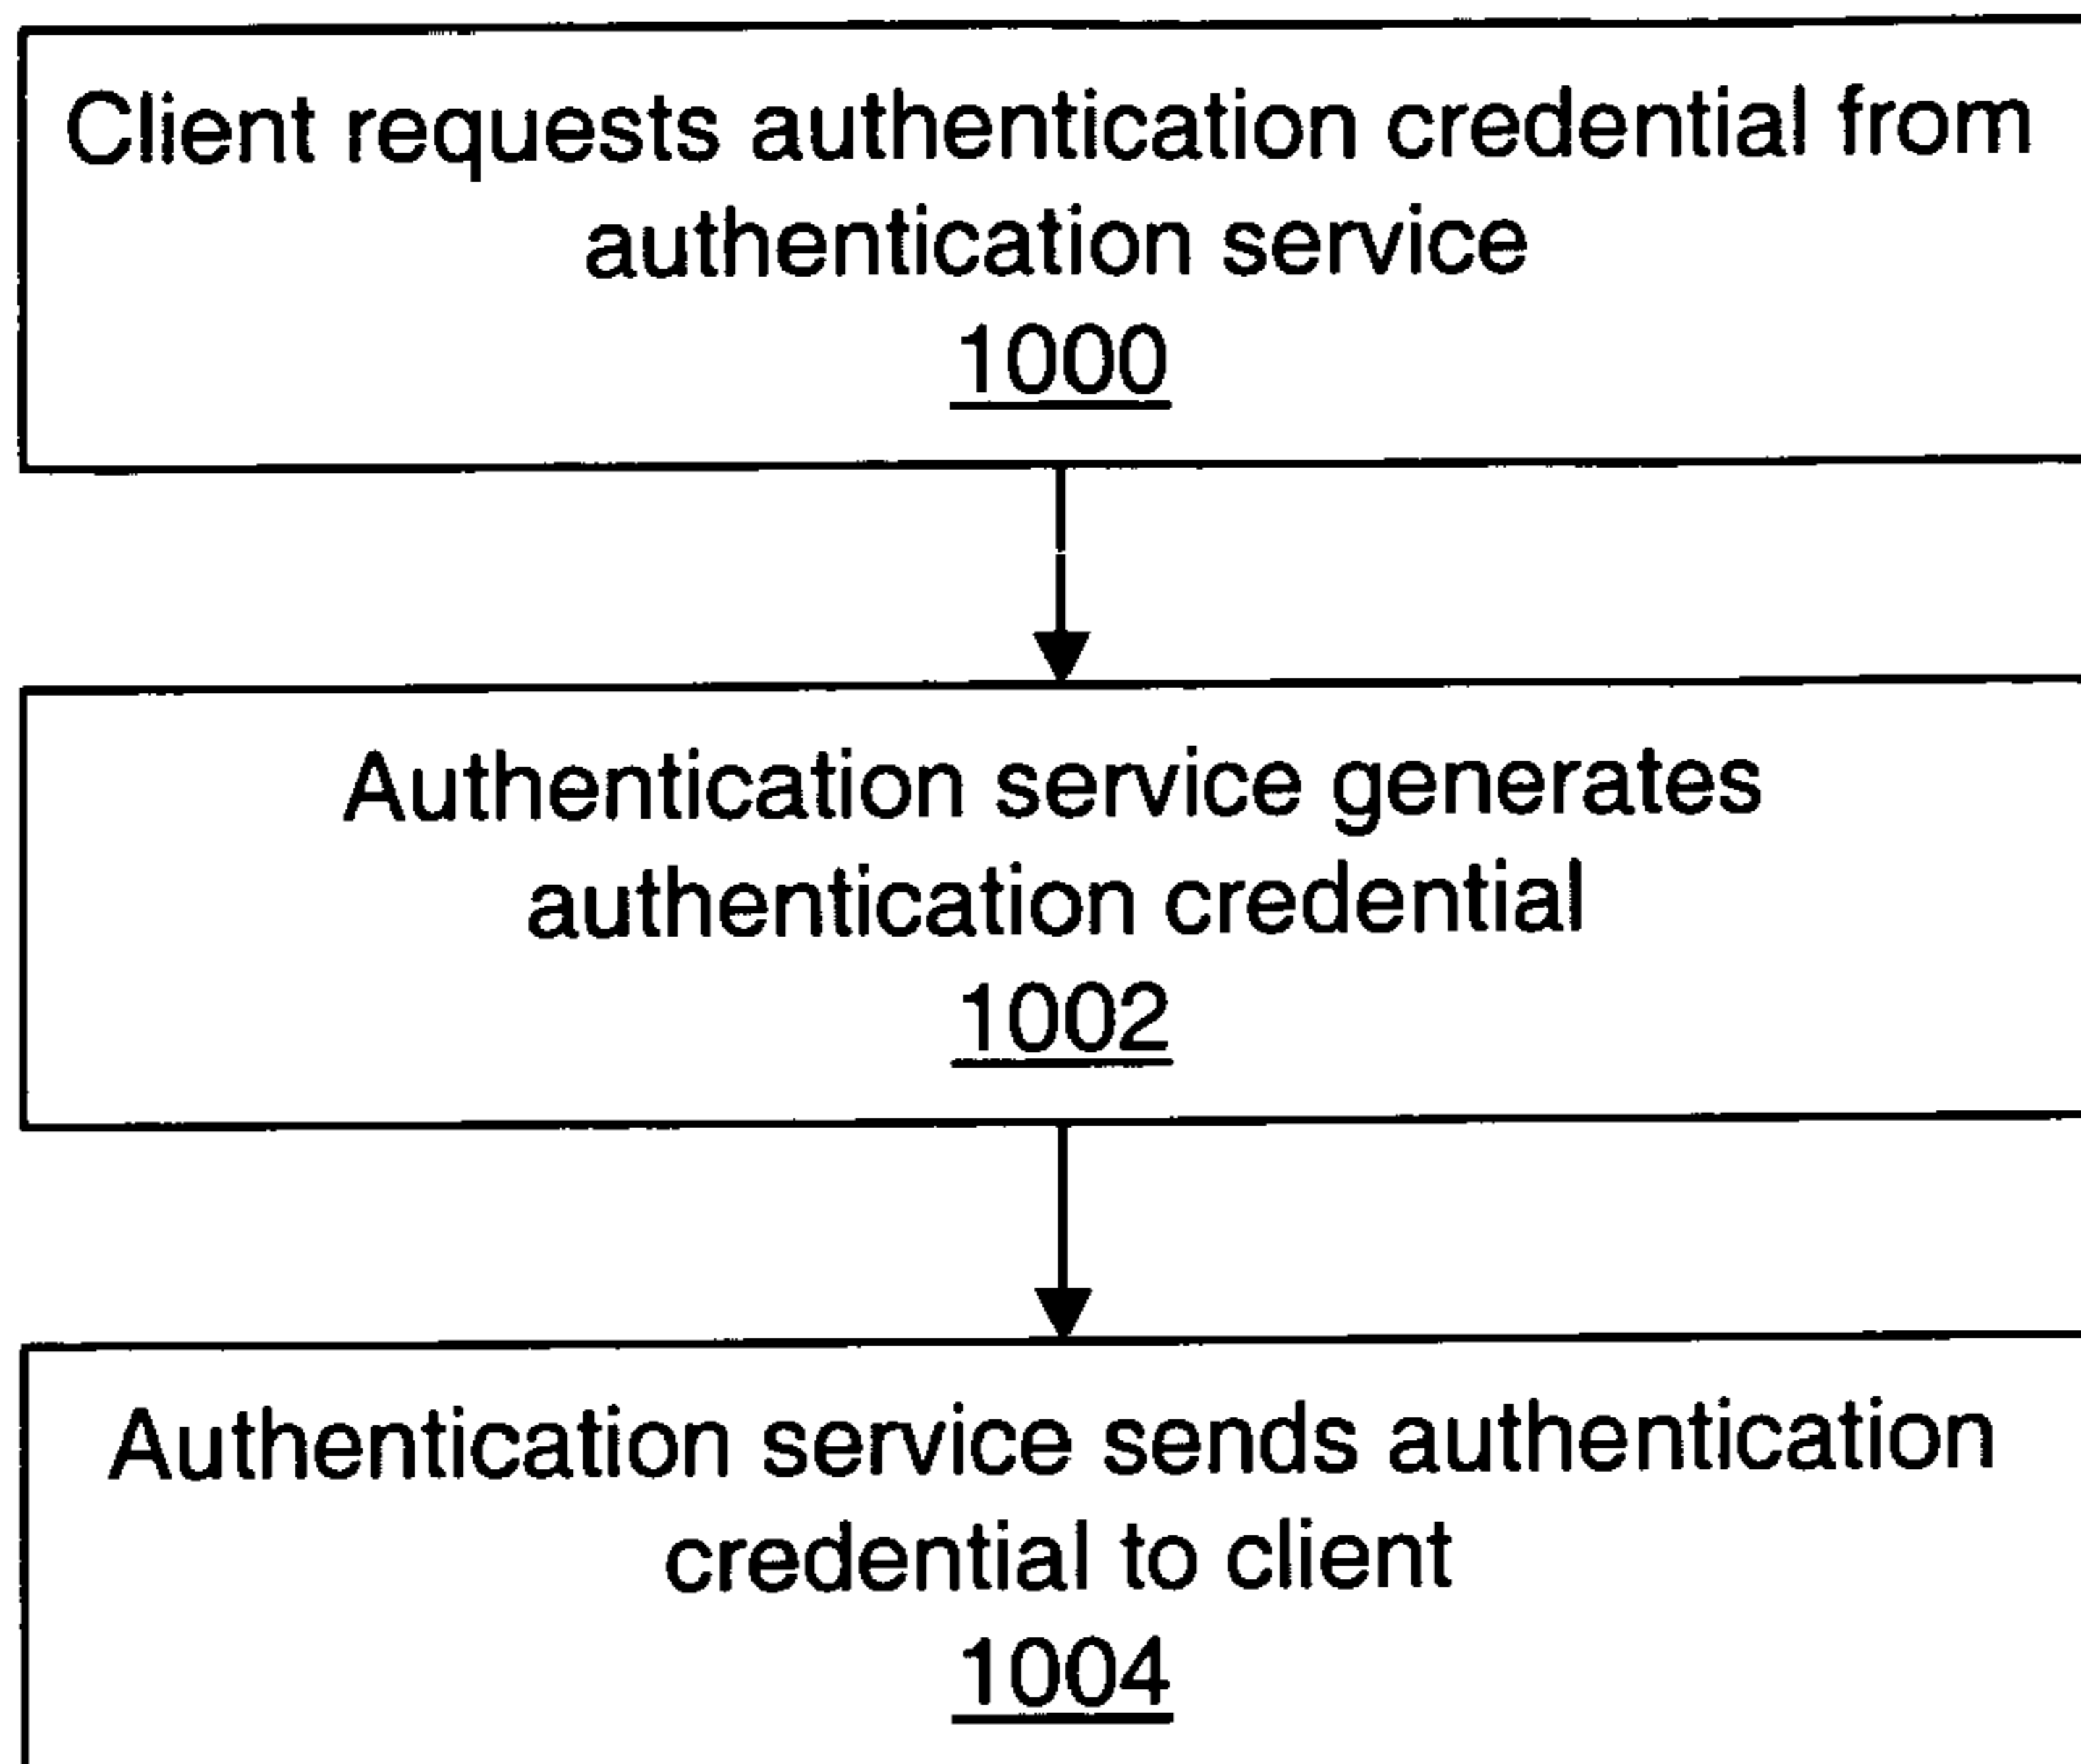 Client requests authentication credential from
authentication service
1000
Authentication service generates
authentication credential
1002
Authentication service sends authentication
credential to client
1004